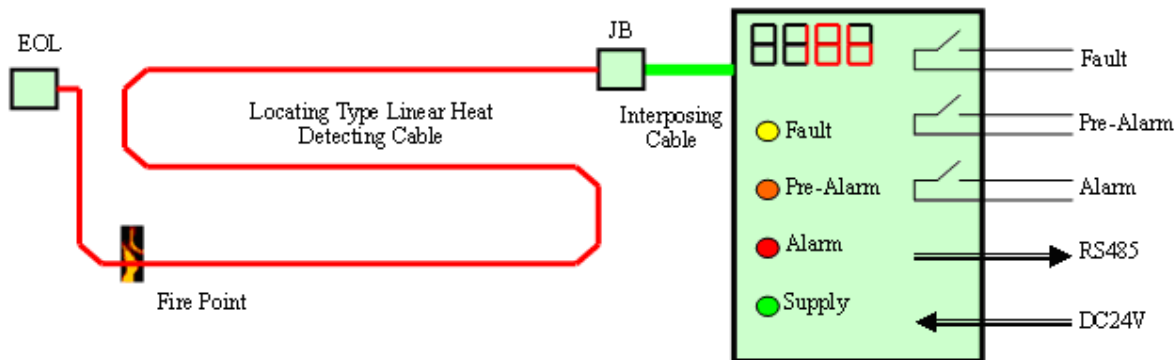 EOL
JB
Locating Type Linear Heat
Detecting Cable
Interposing
Cable
Fire Point
Fault
Pre-Alarm
Alarm
Supply
Fault
Pre-Alarm
Alarm
RS485
DC24V